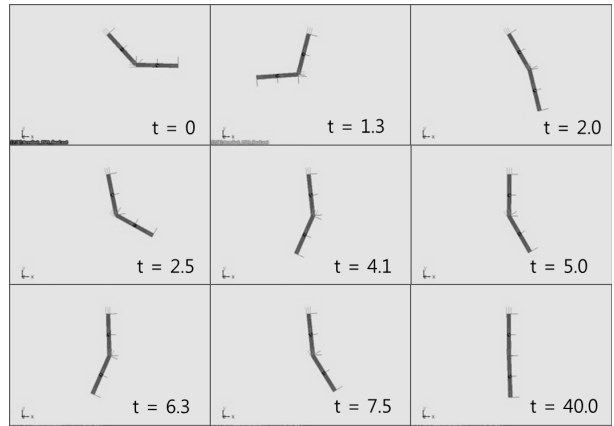 t = 0
t = 1.3
t = 2.0
t = 2.5
t = 4.1
t = 5.0
t = 6.3
t = 7.5
t = 40.0